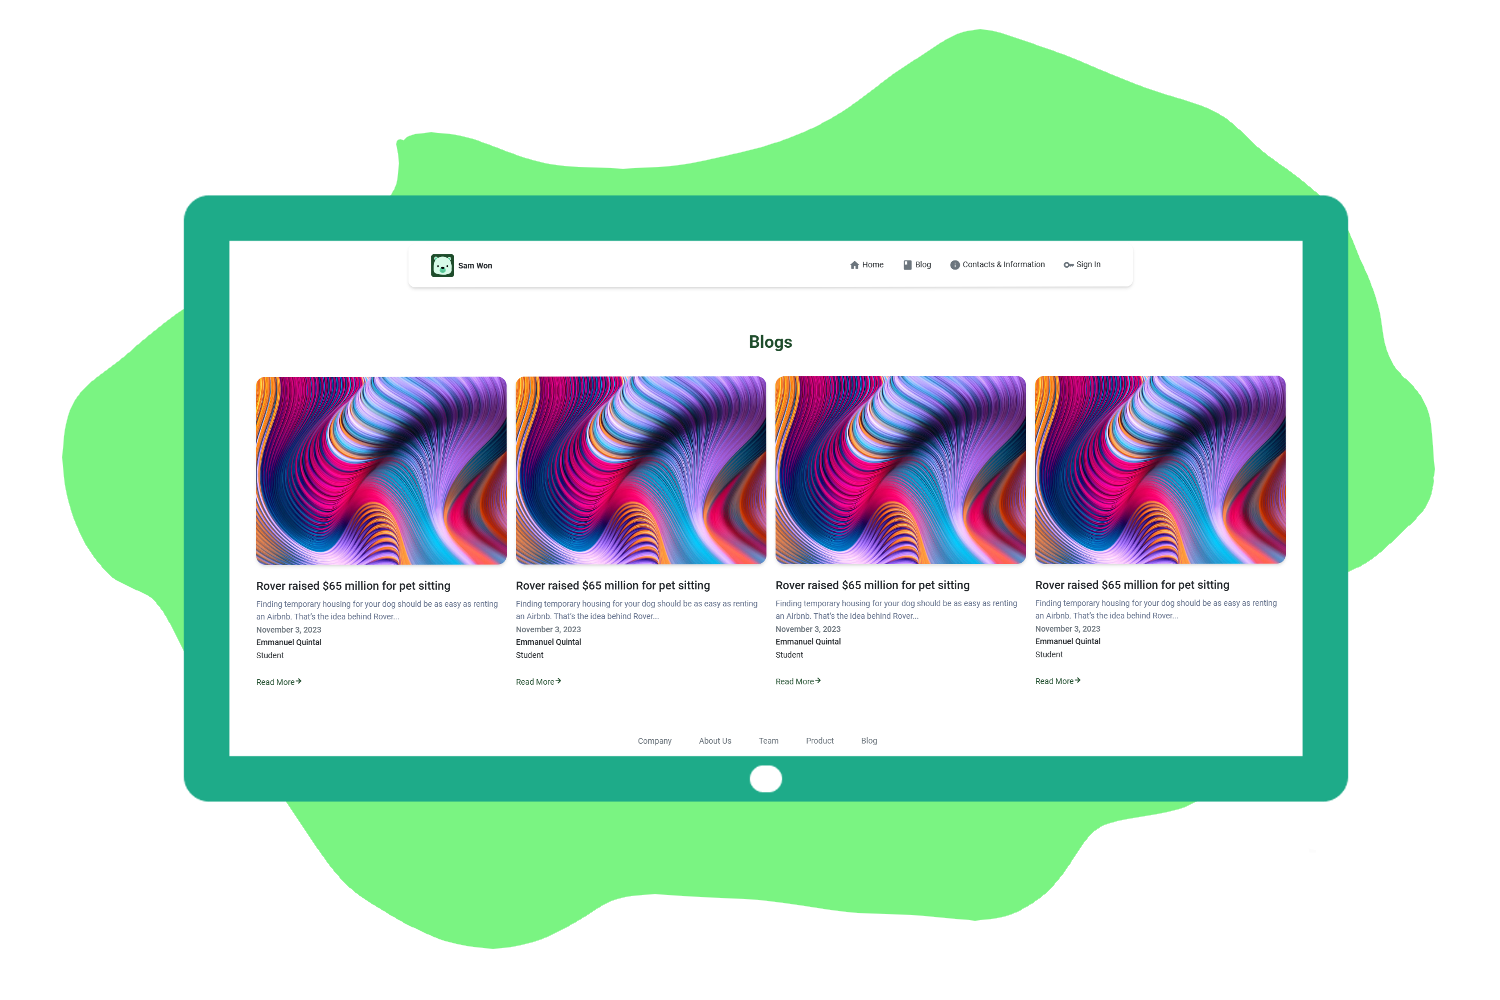 Sam Won
Home
Blog
Contacts & Information
Sign In
Blogs
Rover raised $65 million for pet sitting
Finding temporary housing for your dog should be as easy as renting
an Airbnb. That's the idea behind Rover...
November 3, 2023
Emmanuel Quintal
Student
Read More
Rover raised $65 million for pet sitting
Finding temporary housing for your dog should be as easy as renting
an Airbnb. That's the idea behind Rover...
November 3, 2023
Emmanuel Quintal
Student
Read More
Rover raised $65 million for pet sitting
Finding temporary housing for your dog should be as easy as renting
an Airbnb. That's the idea behind Rover...
November 3, 2023
Emmanuel Quintal
Student
Read More
Rover raised $65 million for pet sitting
Finding temporary housing for your dog should be as easy as renting
an Airbnb. That's the idea behind Rover...
November 3, 2023
Emmanuel Quintal
Student
Read More
Company
About Us
Team
Product
Blog